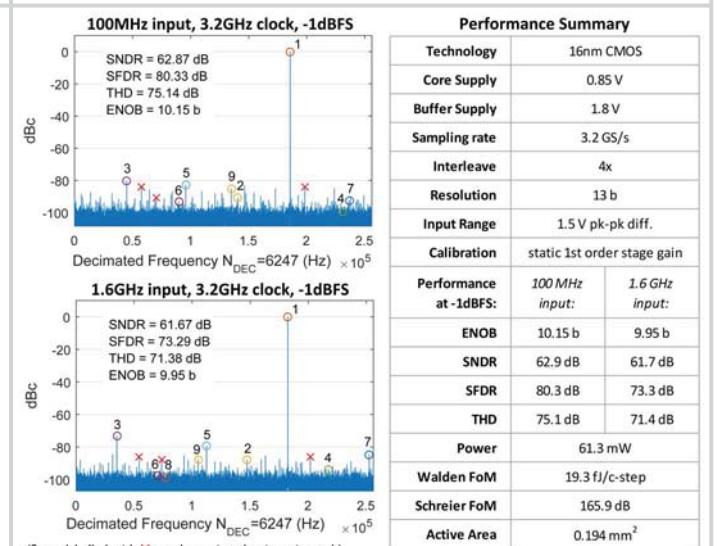 100MHz input, 3.2GHz clock, -1dBFS
SNDR = 62.87 dB
SFDR = 80.33 dB
THD = 75.14 dB
ENOB = 10.15 b
dBc
0
-20
-40
-60
-80
-100
1
3
5
6
9
2
4
7
0 0.5 1 1.5 2 2.5
Decimated Frequency N_DEC=6247 (Hz) ×10^5
1.6GHz input, 3.2GHz clock, -1dBFS
SNDR = 61.67 dB
SFDR = 73.29 dB
THD = 71.38 dB
ENOB = 9.95 b
dBc
0
-20
-40
-60
-80
-100
1
3
6
8
9
5
2
4
7
0 0.5 1 1.5 2 2.5
Decimated Frequency N_DEC=6247 (Hz) ×10^5
Performance Summary
Technology 16nm CMOS
Core Supply 0.85 V
Buffer Supply 1.8 V
Sampling rate 3.2 GS/s
Interleave 4x
Resolution 13 b
Input Range 1.5 V pk-pk diff.
Calibration static 1st order stage gain
Performance at -1dBFS: 100 MHz input: 1.6 GHz input:
ENOB 10.15 b 9.95 b
SNDR 62.9 dB 61.7 dB
SFDR 80.3 dB 73.3 dB
THD 75.1 dB 71.4 dB
Power 61.3 mW
Walden FoM 19.3 fJ/c-step
Schreier FoM 165.9 dB
Active Area 0.194 mm²